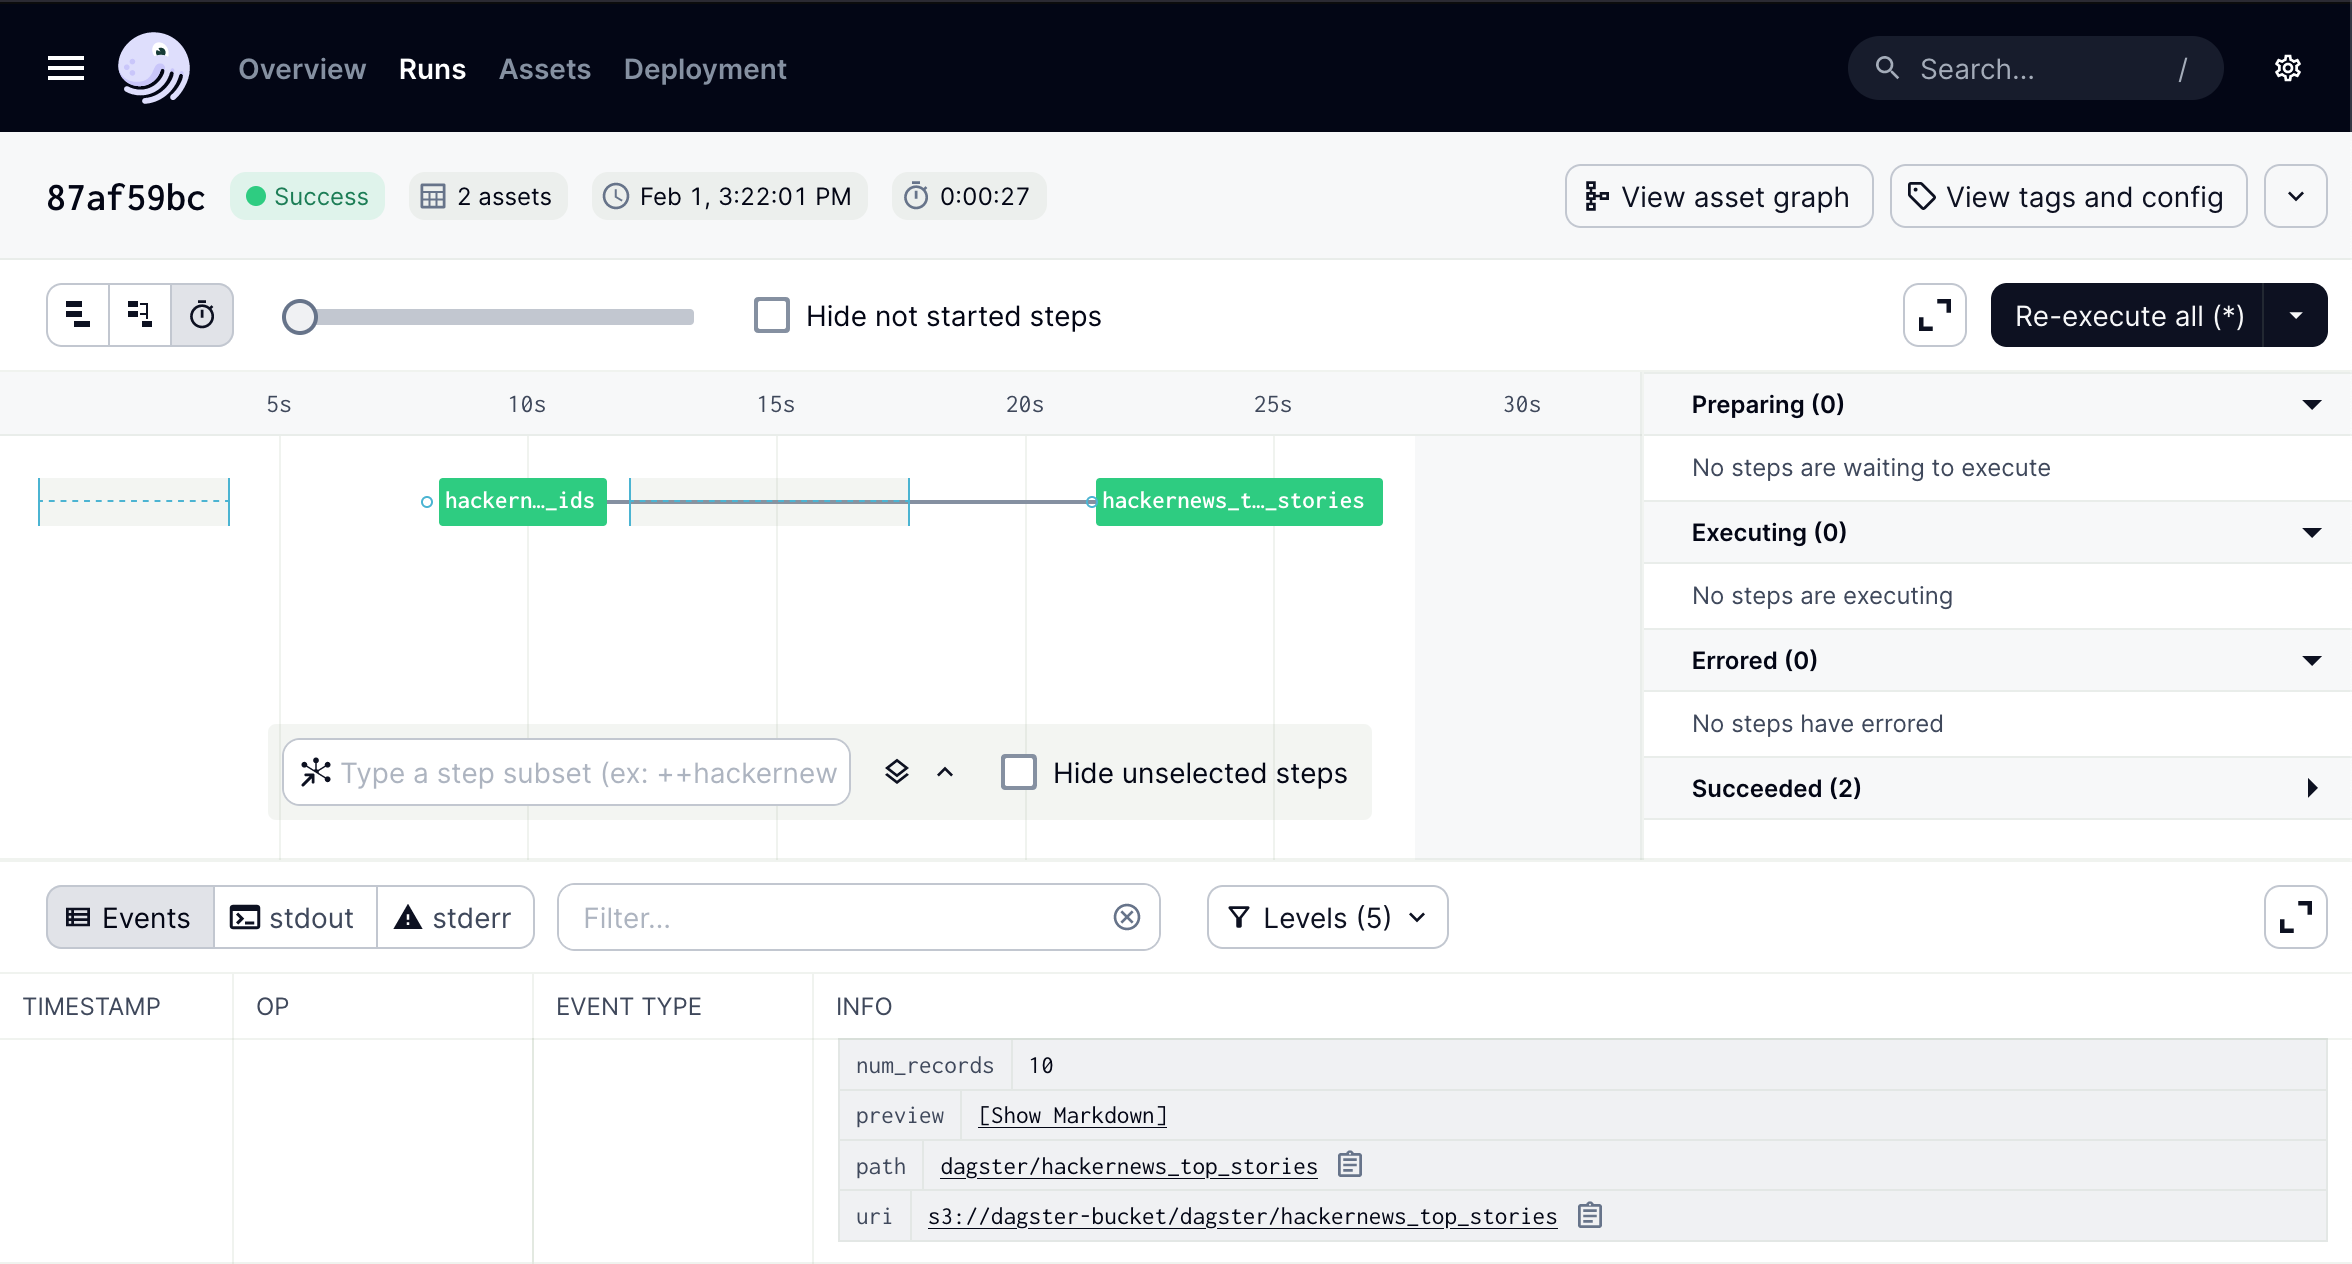 Overview Runs Assets Deployment Search... /
87af59bc Success 2 assets Feb 1, 3:22:01 PM 0:00:27 View asset graph View tags and config
Hide not started steps Re-execute all (*)
5s 10s 15s 20s 25s 30s
hackern…_ids hackernews_t…_stories
Type a step subset (ex: ++hackernew Hide unselected steps
Preparing (0)
No steps are waiting to execute
Executing (0)
No steps are executing
Errored (0)
No steps have errored
Succeeded (2)
Events stdout stderr Filter... Levels (5)
TIMESTAMP OP EVENT TYPE INFO
num_records 10
preview [Show Markdown]
path dagster/hackernews_top_stories
uri s3://dagster-bucket/dagster/hackernews_top_stories